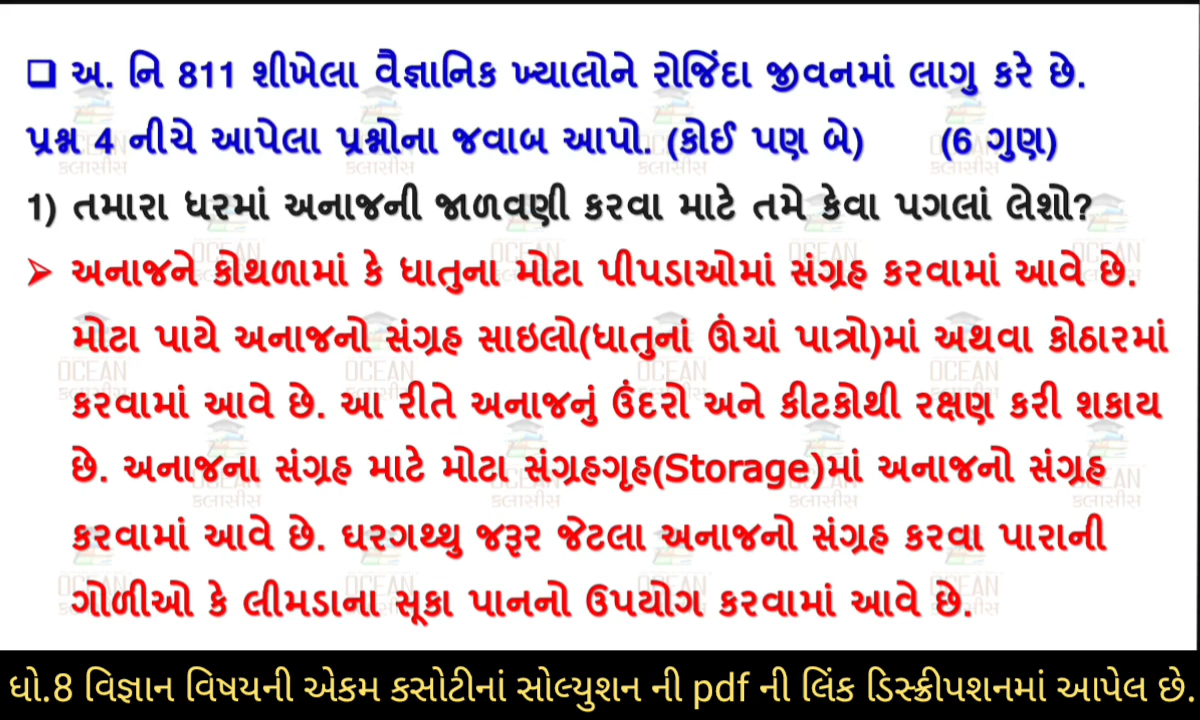 ❑ અ. નિ 811 શીખેલા વૈજ્ઞાનિક ખ્યાલોને રોજિંદા જીવનમાં લાગુ કરે છે.
પ્રશ્ન 4 નીચે આપેલા પ્રશ્નોના જવાબ આપો. (કોઈ પણ બે) (6 ગુણ)
1) તમારા ઘરમાં અનાજની જાળવણી કરવા માટે તમે કેવા પગલાં લેશો?
➢ અનાજને કોથળામાં કે ધાતુના મોટા પીપડાઓમાં સંગ્રહ કરવામાં આવે છે.
મોટા પાયે અનાજનો સંગ્રહ સાઇલો(ધાતુનાં ઊંચાં પાત્રો)માં અથવા કોઠારમાં
કરવામાં આવે છે. આ રીતે અનાજનું ઉંદરો અને કીટકોથી રક્ષણ કરી શકાય
છે. અનાજના સંગ્રહ માટે મોટા સંગ્રહગૃહ(Storage)માં અનાજનો સંગ્રહ
કરવામાં આવે છે. ઘરગથ્થુ જરૂર જેટલા અનાજનો સંગ્રહ કરવા પારાની
ગોળીઓ કે લીમડાના સૂકા પાનનો ઉપયોગ કરવામાં આવે છે.
OCEAN
ક્લાસીસ
ધો.8 વિજ્ઞાન વિષયની એકમ કસોટીનાં સોલ્યુશન ની pdf ની લિંક ડિસ્ક્રીપશનમાં આપેલ છે.